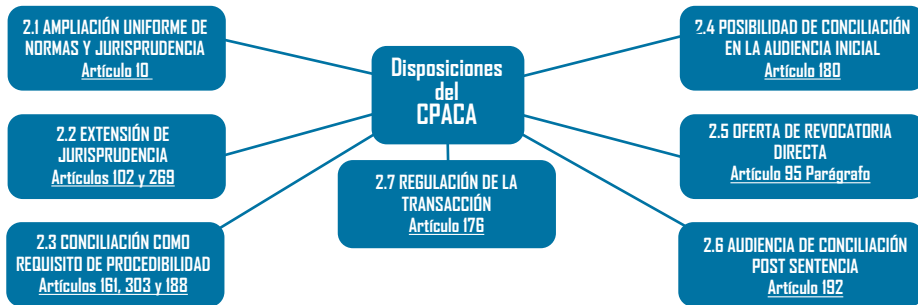 2.1 AMPLIACIÓN UNIFORME DE
NORMAS Y JURISPRUDENCIA
Artículo 10
2.2 EXTENSIÓN DE
JURISPRUDENCIA
Artículos 102 y 269
2.3 CONCILIACIÓN COMO
REQUISITO DE PROCEDIBILIDAD
Artículos 161, 303 y 188
Disposiciones
del
CPACA
2.7 REGULACIÓN DE LA
TRANSACCIÓN
Artículo 176
2.4 POSIBILIDAD DE CONCILIACIÓN
EN LA AUDIENCIA INICIAL
Artículo 180
2.5 OFERTA DE REVOCATORIA
DIRECTA
Artículo 95 Parágrafo
2.6 AUDIENCIA DE CONCILIACIÓN
POST SENTENCIA
Artículo 192